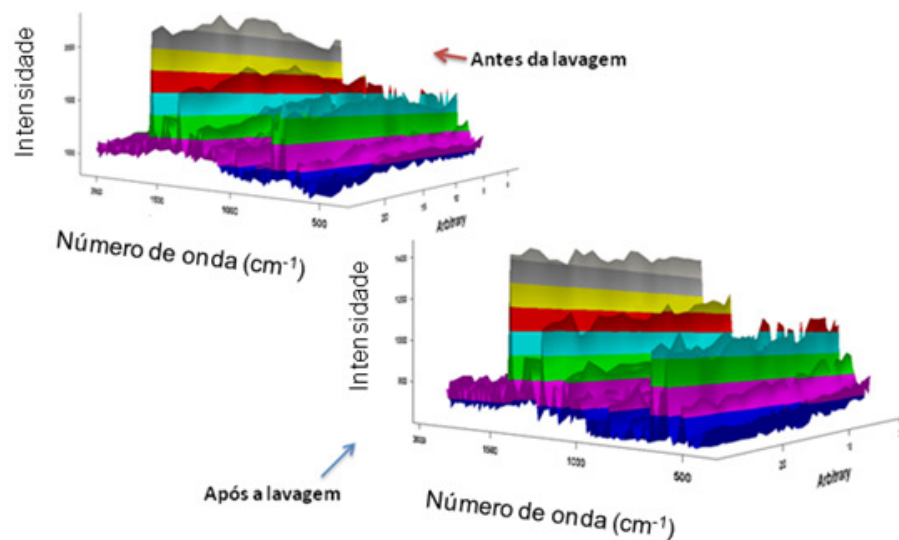 Antes da lavagem
Intensidade
1500
1000
500
Arbitrary
Número de onda (cm⁻¹)
Intensidade
1500
1000
500
Arbitrary
Após a lavagem
Número de onda (cm⁻¹)